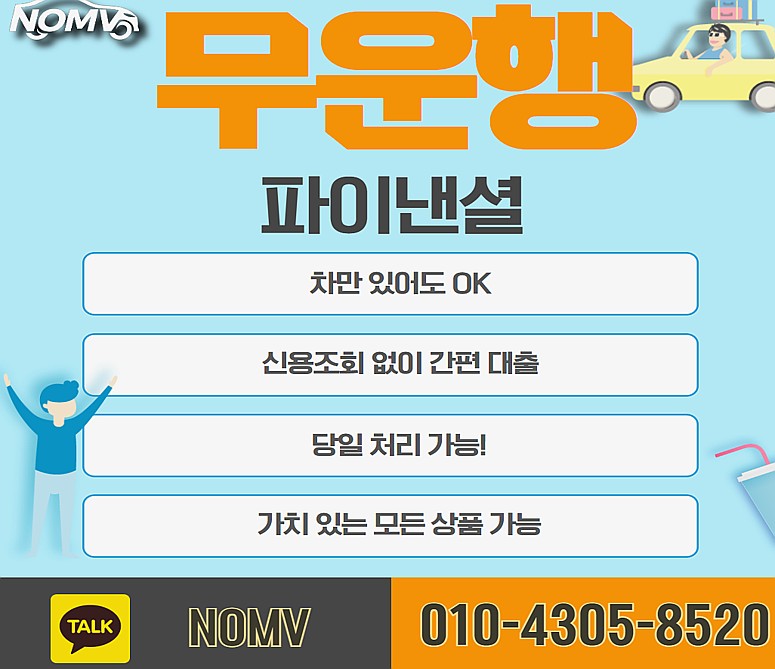 NOMV
무운행
파이낸셜
차만 있어도 OK
신용조회 없이 간편 대출
당일 처리 가능!
가치 있는 모든 상품 가능
TALK
NOMV
010-4305-8520